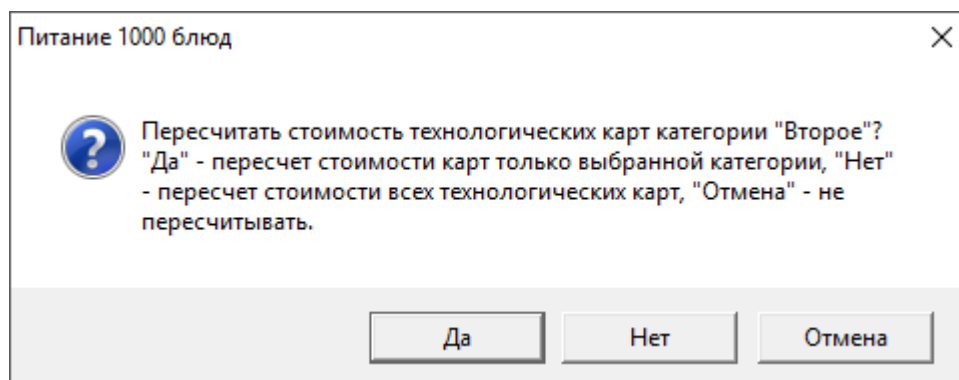 Питание 1000 блюд
Пересчитать стоимость технологических карт категории "Второе"?
"Да" - пересчет стоимости карт только выбранной категории, "Нет"
- пересчет стоимости всех технологических карт, "Отмена" - не
пересчитывать.
Да Нет Отмена